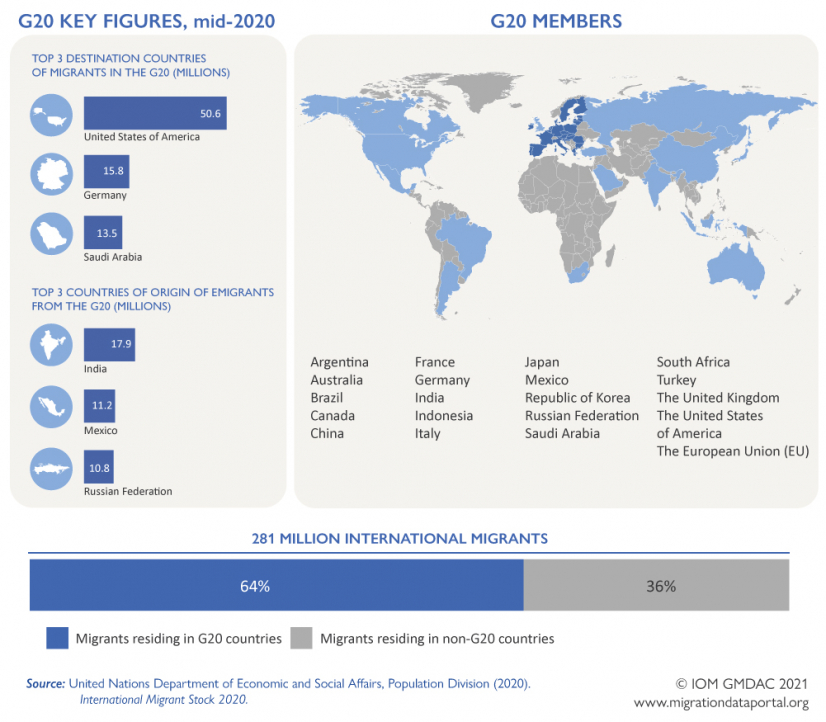 G20 KEY FIGURES, mid-2020
TOP 3 DESTINATION COUNTRIES
OF MIGRANTS IN THE G20 (MILLIONS)
50.6
United States of America
15.8
Germany
13.5
Saudi Arabia
TOP 3 COUNTRIES OF ORIGIN OF EMIGRANTS
FROM THE G20 (MILLIONS)
17.9
India
11.2
Mexico
10.8
Russian Federation
G20 MEMBERS
Argentina
Australia
Brazil
Canada
China
France
Germany
India
Indonesia
Italy
Japan
Mexico
Republic of Korea
Russian Federation
Saudi Arabia
South Africa
Turkey
The United Kingdom
The United States
of America
The European Union (EU)
281 MILLION INTERNATIONAL MIGRANTS
64% 36%
Migrants residing in G20 countries Migrants residing in non-G20 countries
Source: United Nations Department of Economic and Social Affairs, Population Division (2020).
International Migrant Stock 2020.
© IOM GMDAC 2021
www.migrationdataportal.org